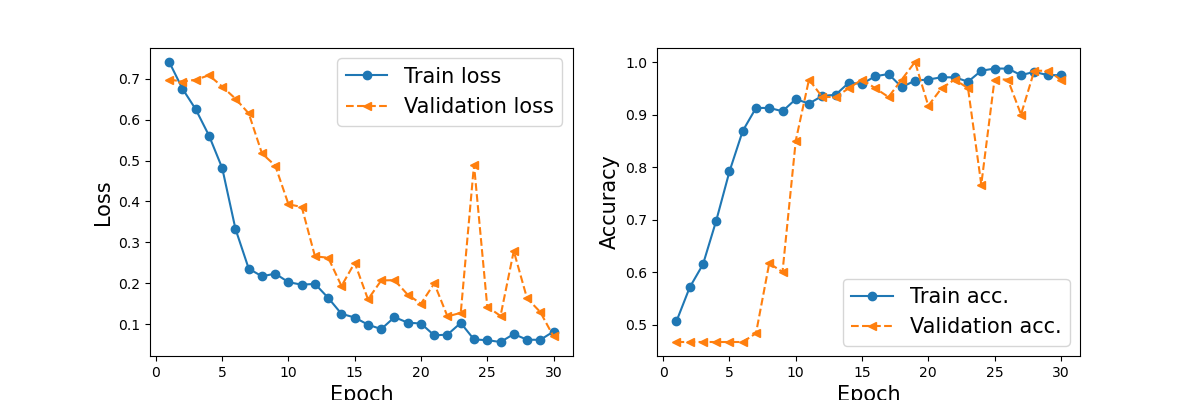 Train loss
Validation loss
0.7
0.6
0.5
0.4
0.3
0.2
0.1
Loss
0 5 10 15 20 25 30
Epoch
1.0
0.9
0.8
0.7
0.6
0.5
Accuracy
Train acc.
Validation acc.
0 5 10 15 20 25 30
Epoch